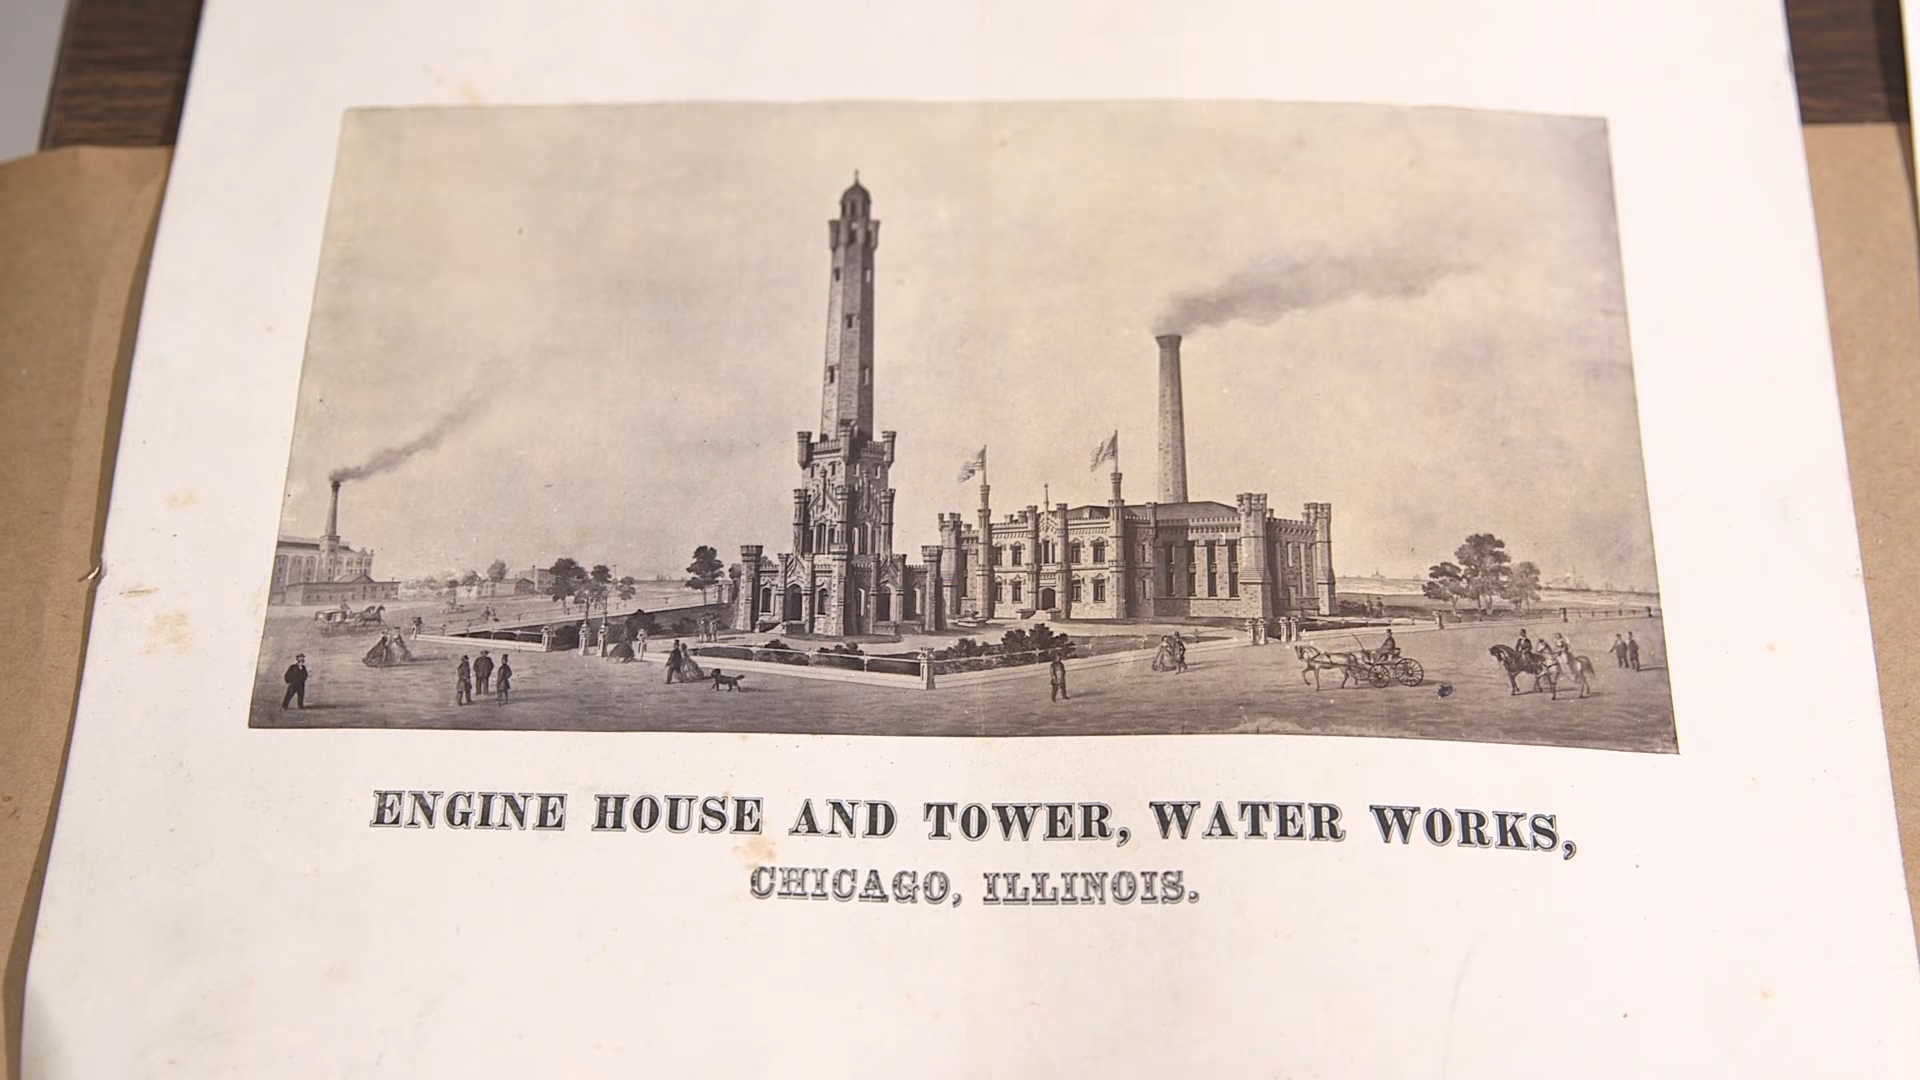 ENGINE HOUSE AND TOWER, WATER WORKS,
CHICAGO, ILLINOIS.